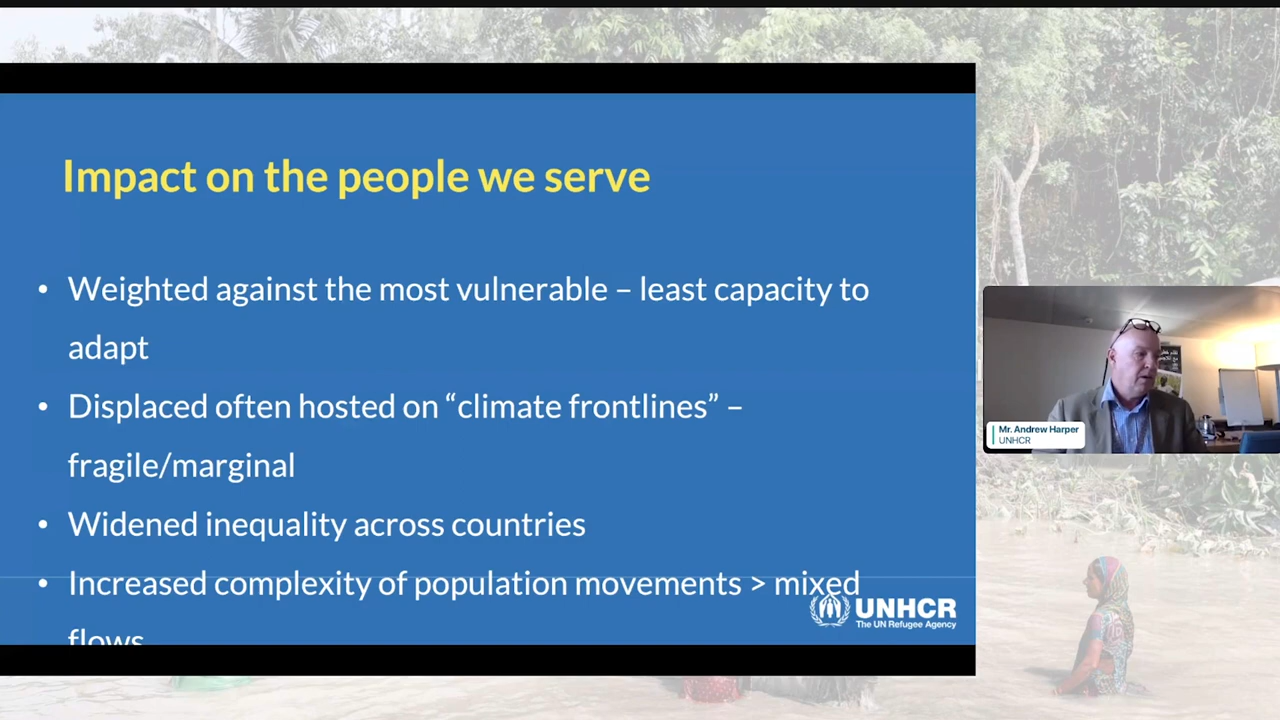 Impact on the people we serve
• Weighted against the most vulnerable – least capacity to
adapt
• Displaced often hosted on “climate frontlines” –
fragile/marginal
• Widened inequality across countries
• Increased complexity of population movements > mixed
flows
UNHCR
The UN Refugee Agency
Mr. Andrew Harper
UNHCR